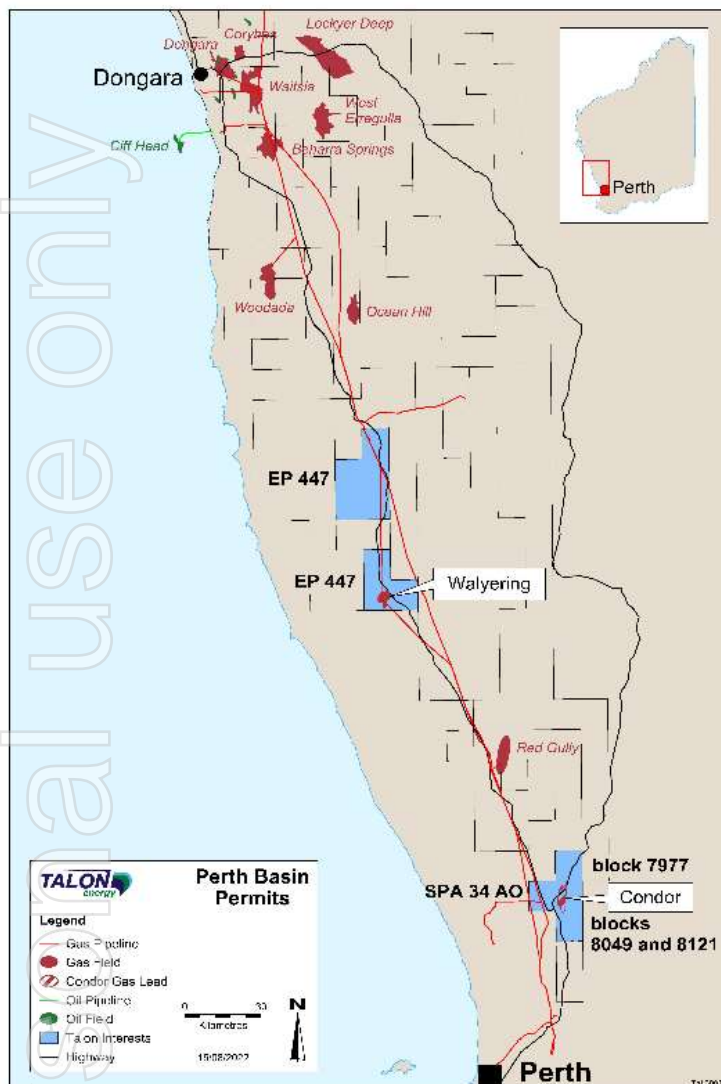 Lockyer Deep
Corybas
Dongara
Dongara
Waitsia
West
Erregulla
Cliff Head
Beharra Springs
Perth
Woodada
Ocean Hill
EP 447
EP 447
Walyering
Red Gully
block 7977
SPA 34 AO
Condor
blocks
8049 and 8121
TALON
energy
Perth Basin
Permits
Legend
Gas Pipeline
Gas Field
Condor Gas Lead
Oil Pipeline
Oil Field
Talon Interests
Highway
0 30
Kilometres
N
15/08/2022
Perth
sonal use only